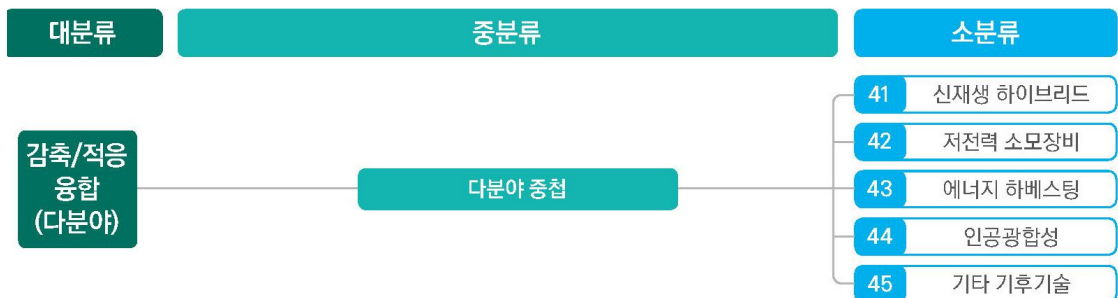 대분류
중분류
소분류
감축/적응
융합
(다분야)
다분야 중첩
41 신재생 하이브리드
42 저전력 소모장비
43 에너지 하베스팅
44 인공광합성
45 기타 기후기술